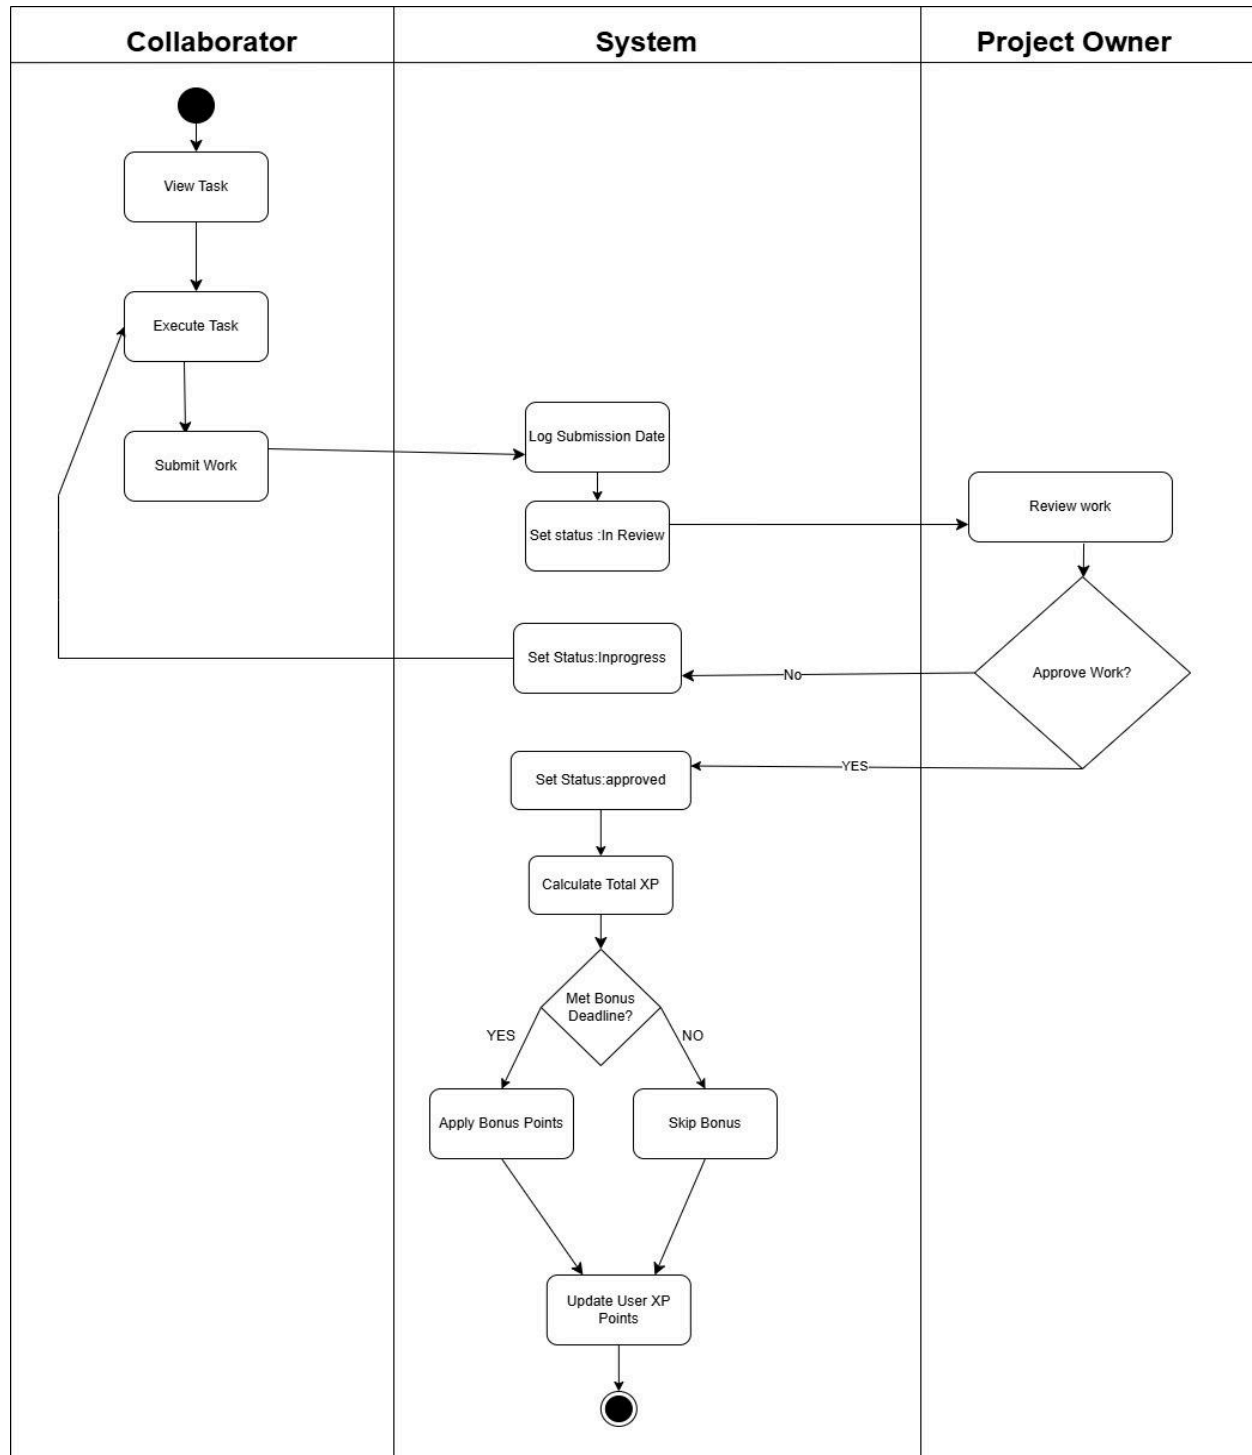 Collaborator
System
Project Owner
View Task
Execute Task
Submit Work
Log Submission Date
Set status :In Review
Review work
Approve Work?
No
Set Status:Inprogress
YES
Set Status:approved
Calculate Total XP
Met Bonus
Deadline?
YES
NO
Apply Bonus Points
Skip Bonus
Update User XP
Points